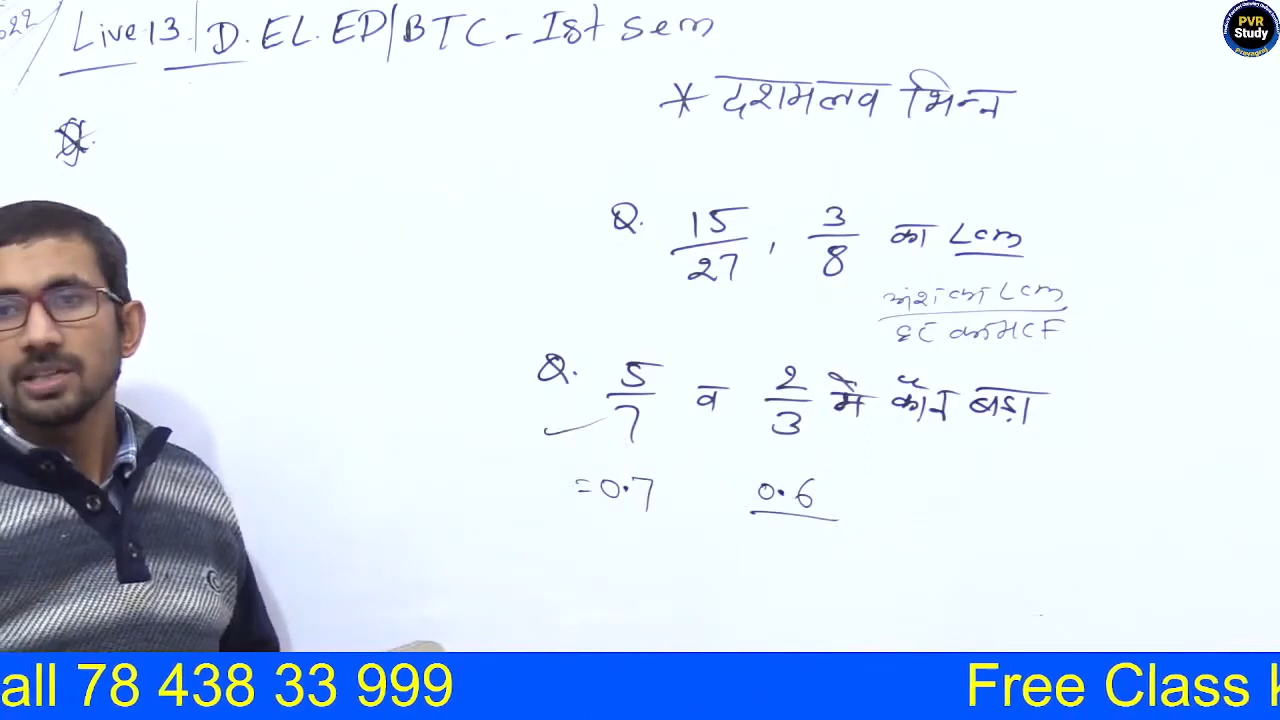 Live 13 / D. EL. ED/BTC - Ist Sem
PVR
Study
Prayagraj
* दशमलव भिन्न
Q. 15/27, 3/8 का Lcm
अंश का Lcm
हर का HCF
Q. 5/7 व 2/3 में कौन बड़ा
=0.7 0.6
all 78 438 33 999 Free Class